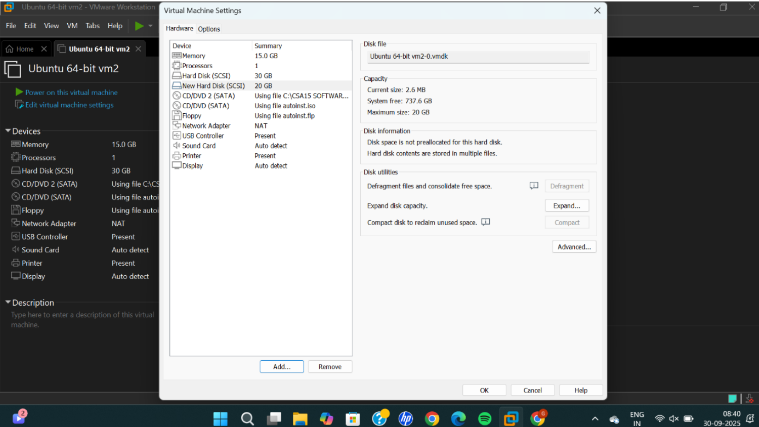 Ubuntu 64-bit vm2 - VMware Workstation
File Edit View VM Tabs Help
Home
Ubuntu 64-bit vm2
Ubuntu 64-bit vm2
Power on this virtual machine
Edit virtual machine settings
Devices
Memory 15.0 GB
Processors 1
Hard Disk (SCSI) 30 GB
CD/DVD 2 (SATA) Using file C:\CS
CD/DVD (SATA) Using file autoi
Floppy Using file autoi
Network Adapter NAT
USB Controller Present
Sound Card Auto detect
Printer Present
Display Auto detect
Description
Type here to enter a description of this virtual
machine.
Virtual Machine Settings
Hardware Options
Device Summary
Memory 15.0 GB
Processors 1
Hard Disk (SCSI) 30 GB
New Hard Disk (SCSI) 20 GB
CD/DVD 2 (SATA) Using file C:\CSA15 SOFTWAR...
CD/DVD (SATA) Using file autoinst.iso
Floppy Using file autoinst.flp
Network Adapter NAT
USB Controller Present
Sound Card Auto detect
Printer Present
Display Auto detect
Add... Remove
Disk file
Ubuntu 64-bit vm2-0.vmdk
Capacity
Current size: 2.6 MB
System free: 737.6 GB
Maximum size: 20 GB
Disk information
Disk space is not preallocated for this hard disk.
Hard disk contents are stored in multiple files.
Disk utilities
Defragment files and consolidate free space. Defragment
Expand disk capacity. Expand...
Compact disk to reclaim unused space. Compact
Advanced...
OK Cancel Help
2
ENG
IN
08:40
30-09-2025